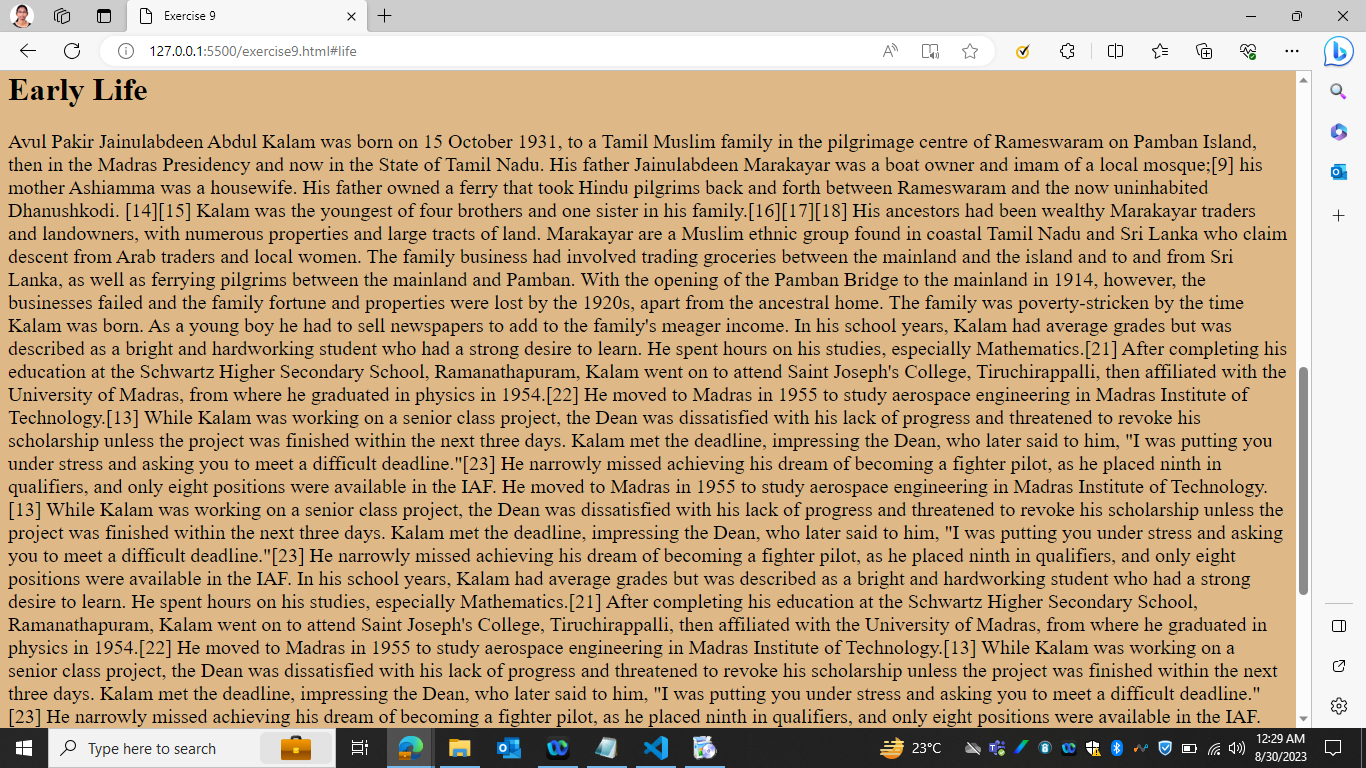 Exercise 9
127.0.0.1:5500/exercise9.html#life
Early Life
Avul Pakir Jainulabdeen Abdul Kalam was born on 15 October 1931, to a Tamil Muslim family in the pilgrimage centre of Rameswaram on Pamban Island,
then in the Madras Presidency and now in the State of Tamil Nadu. His father Jainulabdeen Marakayar was a boat owner and imam of a local mosque;[9] his
mother Ashiamma was a housewife. His father owned a ferry that took Hindu pilgrims back and forth between Rameswaram and the now uninhabited
Dhanushkodi. [14][15] Kalam was the youngest of four brothers and one sister in his family.[16][17][18] His ancestors had been wealthy Marakayar traders
and landowners, with numerous properties and large tracts of land. Marakayar are a Muslim ethnic group found in coastal Tamil Nadu and Sri Lanka who claim
descent from Arab traders and local women. The family business had involved trading groceries between the mainland and the island and to and from Sri
Lanka, as well as ferrying pilgrims between the mainland and Pamban. With the opening of the Pamban Bridge to the mainland in 1914, however, the
businesses failed and the family fortune and properties were lost by the 1920s, apart from the ancestral home. The family was poverty-stricken by the time
Kalam was born. As a young boy he had to sell newspapers to add to the family's meager income. In his school years, Kalam had average grades but was
described as a bright and hardworking student who had a strong desire to learn. He spent hours on his studies, especially Mathematics.[21] After completing his
education at the Schwartz Higher Secondary School, Ramanathapuram, Kalam went on to attend Saint Joseph's College, Tiruchirappalli, then affiliated with the
University of Madras, from where he graduated in physics in 1954.[22] He moved to Madras in 1955 to study aerospace engineering in Madras Institute of
Technology.[13] While Kalam was working on a senior class project, the Dean was dissatisfied with his lack of progress and threatened to revoke his
scholarship unless the project was finished within the next three days. Kalam met the deadline, impressing the Dean, who later said to him, "I was putting you
under stress and asking you to meet a difficult deadline."[23] He narrowly missed achieving his dream of becoming a fighter pilot, as he placed ninth in
qualifiers, and only eight positions were available in the IAF. He moved to Madras in 1955 to study aerospace engineering in Madras Institute of Technology.
[13] While Kalam was working on a senior class project, the Dean was dissatisfied with his lack of progress and threatened to revoke his scholarship unless the
project was finished within the next three days. Kalam met the deadline, impressing the Dean, who later said to him, "I was putting you under stress and asking
you to meet a difficult deadline."[23] He narrowly missed achieving his dream of becoming a fighter pilot, as he placed ninth in qualifiers, and only eight
positions were available in the IAF. In his school years, Kalam had average grades but was described as a bright and hardworking student who had a strong
desire to learn. He spent hours on his studies, especially Mathematics.[21] After completing his education at the Schwartz Higher Secondary School,
Ramanathapuram, Kalam went on to attend Saint Joseph's College, Tiruchirappalli, then affiliated with the University of Madras, from where he graduated in
physics in 1954.[22] He moved to Madras in 1955 to study aerospace engineering in Madras Institute of Technology.[13] While Kalam was working on a
senior class project, the Dean was dissatisfied with his lack of progress and threatened to revoke his scholarship unless the project was finished within the next
three days. Kalam met the deadline, impressing the Dean, who later said to him, "I was putting you under stress and asking you to meet a difficult deadline."
[23] He narrowly missed achieving his dream of becoming a fighter pilot, as he placed ninth in qualifiers, and only eight positions were available in the IAF.
Type here to search
23°C
12:29 AM
8/30/2023